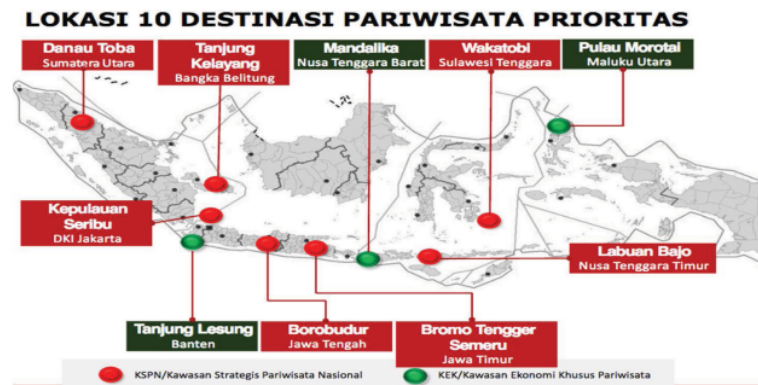 LOKASI 10 DESTINASI PARIWISATA PRIORITAS
Danau Toba
Sumatera Utara
Tanjung
Kelayang
Bangka Belitung
Mandalika
Nusa Tenggara Barat
Wakatobi
Sulawesi Tenggara
Pulau Morotai
Maluku Utara
Kepulauan
Seribu
DKI Jakarta
Labuan Bajo
Nusa Tenggara Timur
Tanjung Lesung
Banten
Borobudur
Jawa Tengah
Bromo Tengger
Semeru
Jawa Timur
KSPN/Kawasan Strategis Pariwisata Nasional
KEK/Kawasan Ekonomi Khusus Pariwisata